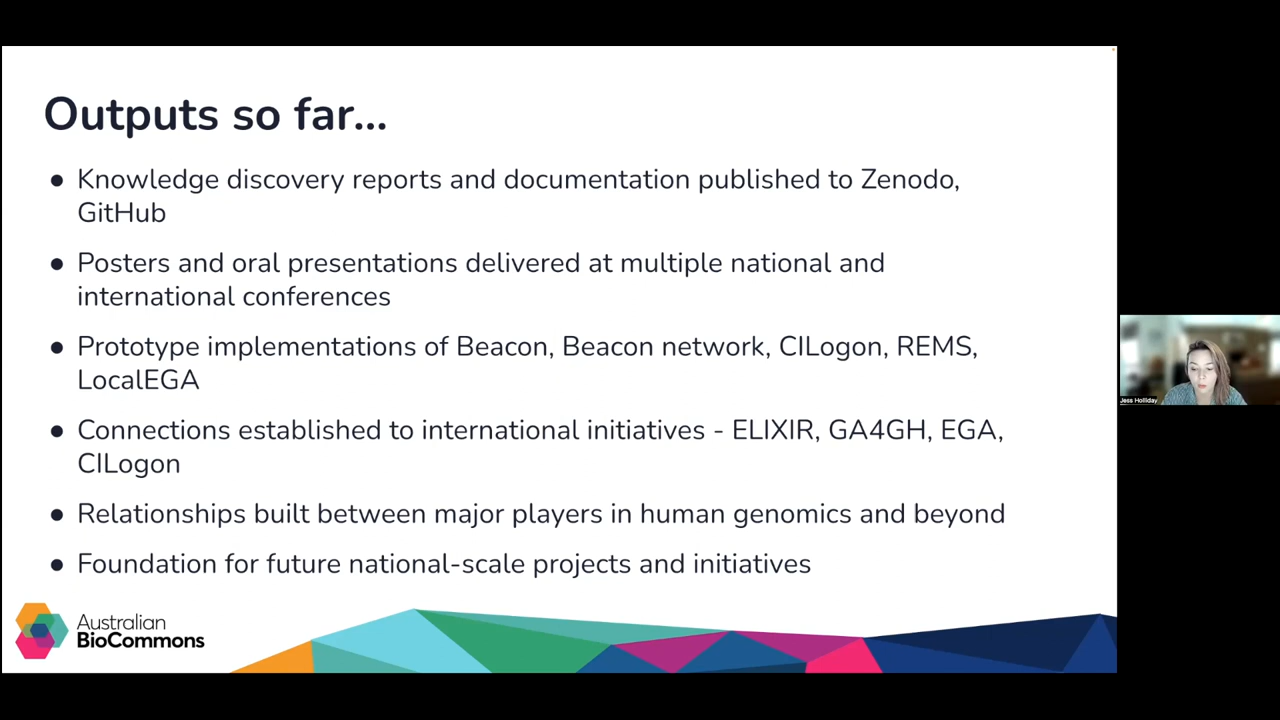 Outputs so far...
● Knowledge discovery reports and documentation published to Zenodo,
GitHub
● Posters and oral presentations delivered at multiple national and
international conferences
● Prototype implementations of Beacon, Beacon network, CILogon, REMS,
LocalEGA
● Connections established to international initiatives - ELIXIR, GA4GH, EGA,
CILogon
● Relationships built between major players in human genomics and beyond
● Foundation for future national-scale projects and initiatives
Australian
BioCommons
Jess Holliday